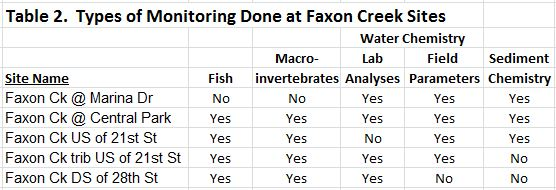 Table 2. Types of Monitoring Done at Faxon Creek Sites
Water Chemistry
Macro- Lab Field Sediment
Site Name Fish invertebrates Analyses Parameters Chemistry
Faxon Ck @ Marina Dr No No Yes Yes Yes
Faxon Ck @ Central Park Yes Yes Yes Yes Yes
Faxon Ck US of 21st St Yes Yes No Yes Yes
Faxon Ck trib US of 21st St Yes Yes Yes Yes No
Faxon Ck DS of 28th St Yes Yes Yes No No